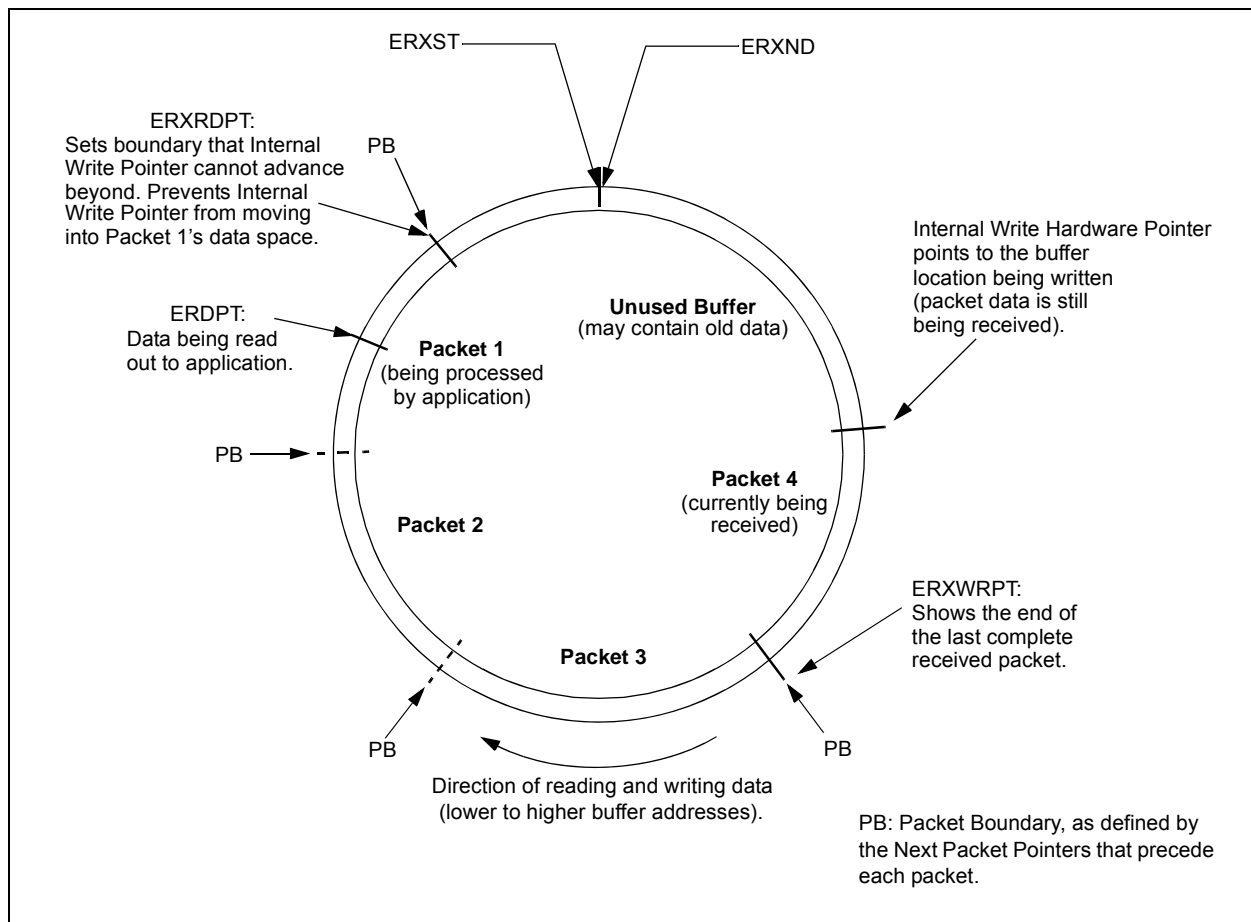 ERXST
ERXND
ERXRDPT:
Sets boundary that Internal
Write Pointer cannot advance
beyond. Prevents Internal
Write Pointer from moving
into Packet 1’s data space.
PB
Internal Write Hardware Pointer
points to the buffer
location being written
(packet data is still
being received).
Unused Buffer
(may contain old data)
ERDPT:
Data being read
out to application.
Packet 1
(being processed
by application)
PB
Packet 4
(currently being
received)
Packet 2
ERXWRPT:
Shows the end of
the last complete
received packet.
Packet 3
PB
PB
Direction of reading and writing data
(lower to higher buffer addresses).
PB: Packet Boundary, as defined by
the Next Packet Pointers that precede
each packet.